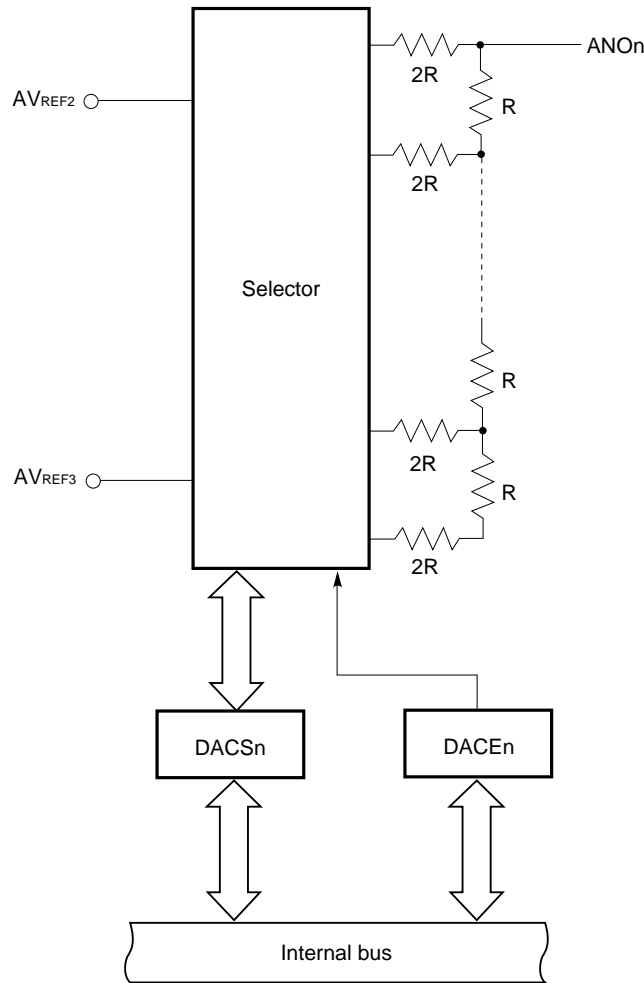 ANOn
2R
R
AVREF2
2R
Selector
R
2R
AVREF3
R
2R
DACSn
DACEn
Internal bus